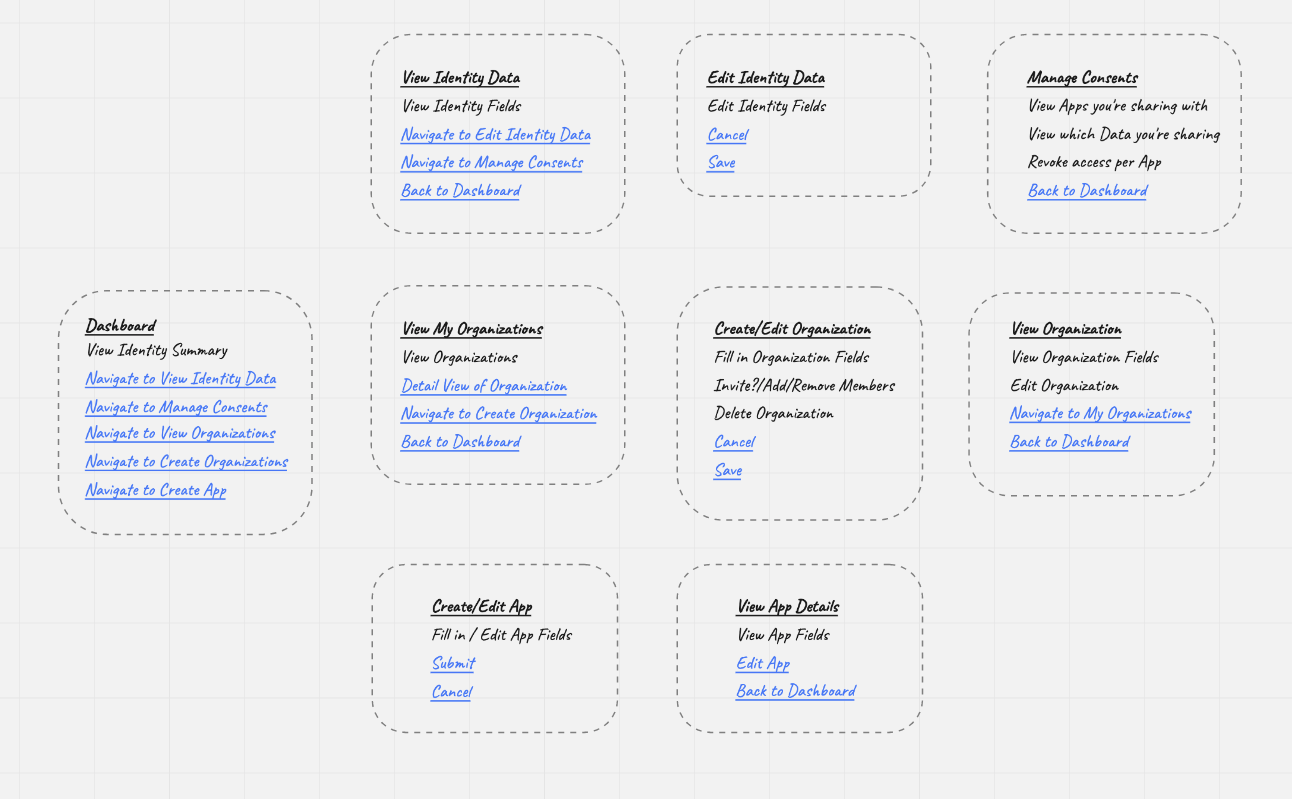 View Identity Data
View Identity Fields
Navigate to Edit Identity Data
Navigate to Manage Consents
Back to Dashboard
Edit Identity Data
Edit Identity Fields
Cancel
Save
Manage Consents
View Apps you're sharing with
View which Data you're sharing
Revoke access per App
Back to Dashboard
Dashboard
View Identity Summary
Navigate to View Identity Data
Navigate to Manage Consents
Navigate to View Organizations
Navigate to Create Organizations
Navigate to Create App
View My Organizations
View Organizations
Detail View of Organization
Navigate to Create Organization
Back to Dashboard
Create/Edit Organization
Fill in Organization Fields
Invite?/Add/Remove Members
Delete Organization
Cancel
Save
View Organization
View Organization Fields
Edit Organization
Navigate to My Organizations
Back to Dashboard
Create/Edit App
Fill in / Edit App Fields
Submit
Cancel
View App Details
View App Fields
Edit App
Back to Dashboard